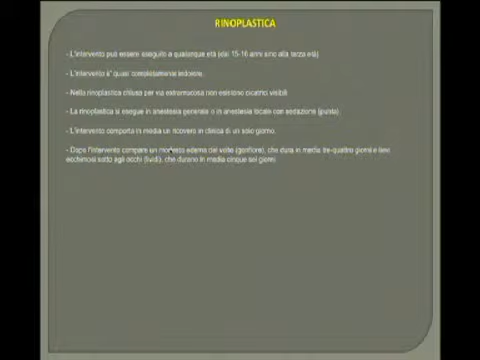 RINOPLASTICA
- L'intervento può essere eseguito a qualunque età (dai 15-16 anni sino alla terza età)
- L'intervento è' quasi completamente indolore.
- Nella rinoplastica chiusa per via endomucosa non esistono cicatrici visibili
- La rinoplastica si esegue in anestesia generale o in anestesia locale con sedazione (punta)
- L'intervento comporta in media un ricovero in clinica di un solo giorno.
- Dopo l'intervento compare un modesto edema del volto (gonfiore), che dura in media tre-quattro giorni e lievi
ecchimosi sotto agli occhi (lividi), che durano in media cinque sei giorni